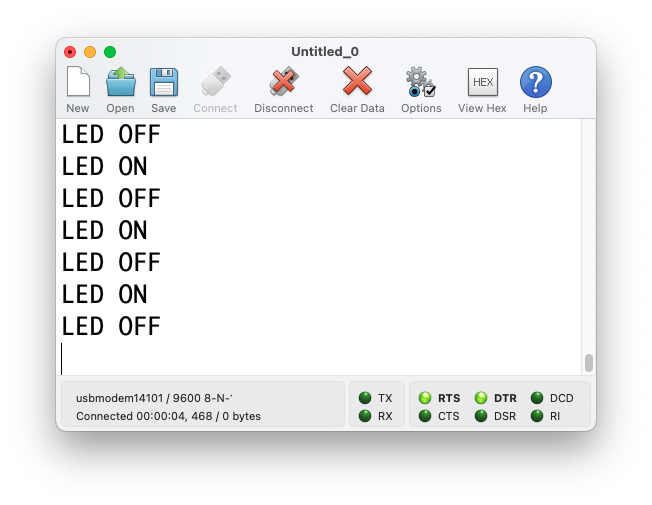 Untitled_0
New Open Save Connect Disconnect Clear Data Options View Hex Help
HEX
LED OFF
LED ON
LED OFF
LED ON
LED OFF
LED ON
LED OFF
usbmodem14101 / 9600 8-N-
Connected 00:00:04, 468 / 0 bytes
TX RTS DTR DCD
RX CTS DSR RI